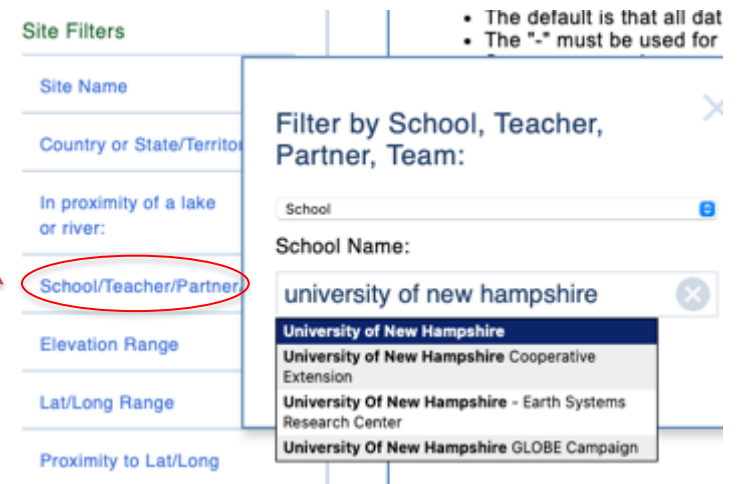 Site Filters
Site Name
Country or State/Territo
In proximity of a lake
or river:
School/Teacher/Partner
Elevation Range
Lat/Long Range
Proximity to Lat/Long
• The default is that all dat
• The "-" must be used for
Filter by School, Teacher,
Partner, Team:
School
School Name:
university of new hampshire
University of New Hampshire
University of New Hampshire Cooperative
Extension
University Of New Hampshire - Earth Systems
Research Center
University Of New Hampshire GLOBE Campaign